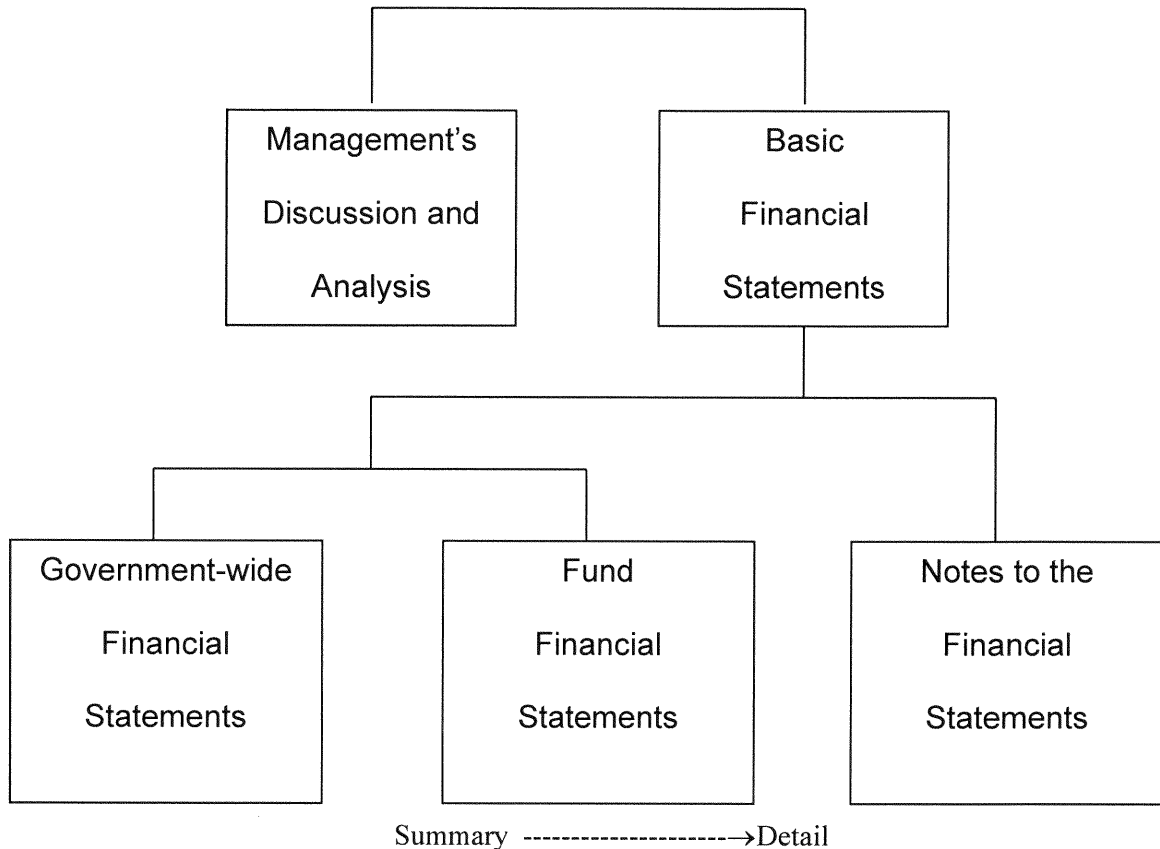 Management's
Discussion and
Analysis
Basic
Financial
Statements
Government-wide
Financial
Statements
Fund
Financial
Statements
Notes to the
Financial
Statements
Summary ---------------------→Detail